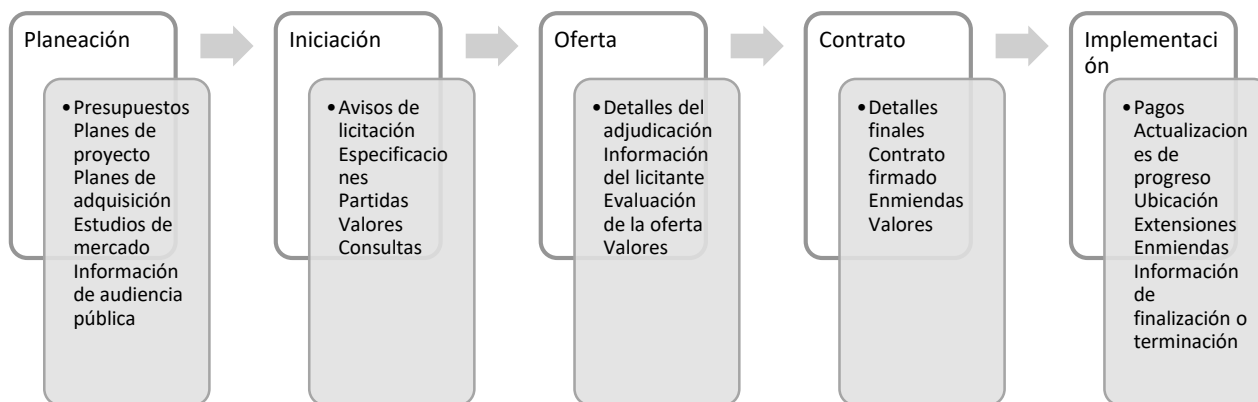 Planeación
•Presupuestos
Planes de
proyecto
Planes de
adquisición
Estudios de
mercado
Información
de audiencia
pública
Iniciación
•Avisos de
licitación
Especificacio
nes
Partidas
Valores
Consultas
Oferta
•Detalles del
adjudicación
Información
del licitante
Evaluación
de la oferta
Valores
Contrato
•Detalles
finales
Contrato
firmado
Enmiendas
Valores
Implementaci
ón
•Pagos
Actualizacion
es de
progreso
Ubicación
Extensiones
Enmiendas
Información
de
finalización o
terminación